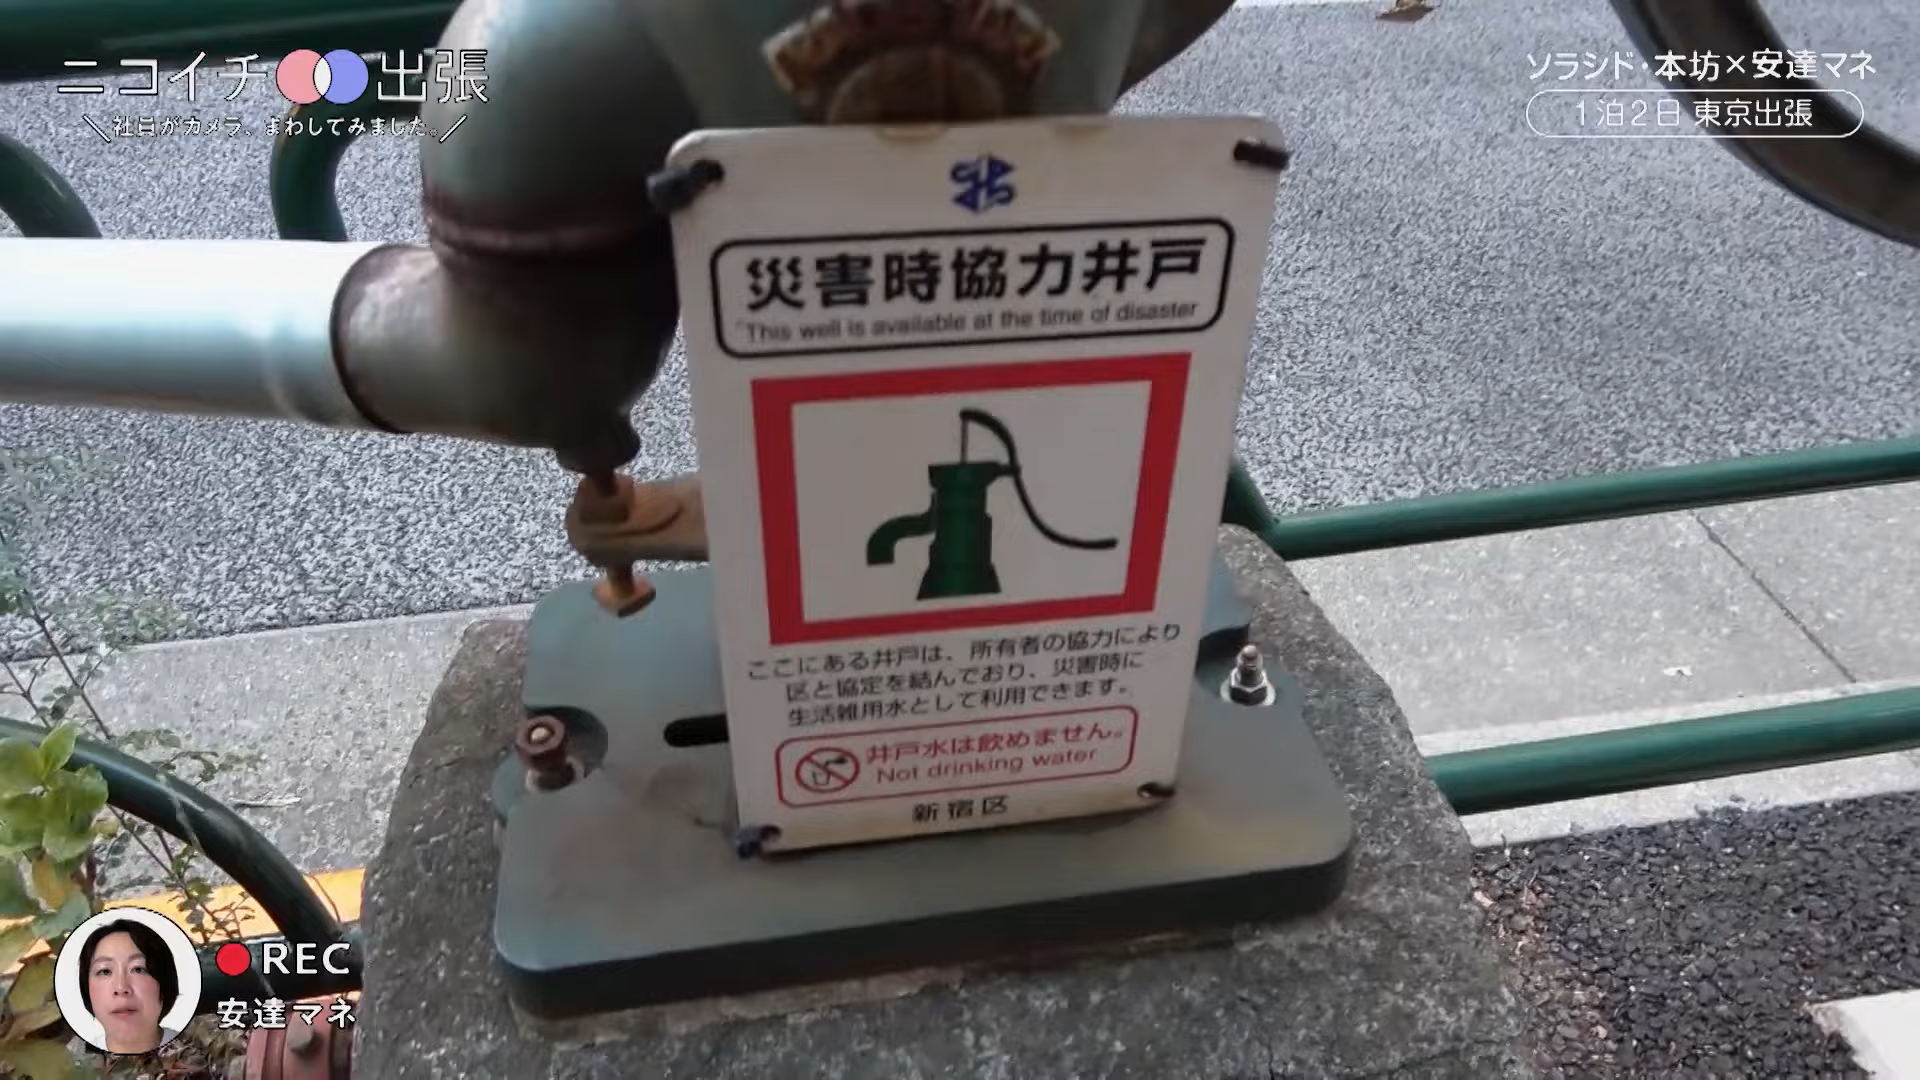 ニコイチ出張
＼社員がカメラ、まわしてみました。／
ソラシド・本坊×安達マネ
1泊2日 東京出張
災害時協力井戸
"This well is available at the time of disaster
ここにある井戸は、所有者の協力により
区と協定を結んでおり、災害時に
生活雑用水として利用できます。
井戸水は飲めません。
Not drinking water
新宿区
REC
安達マネ